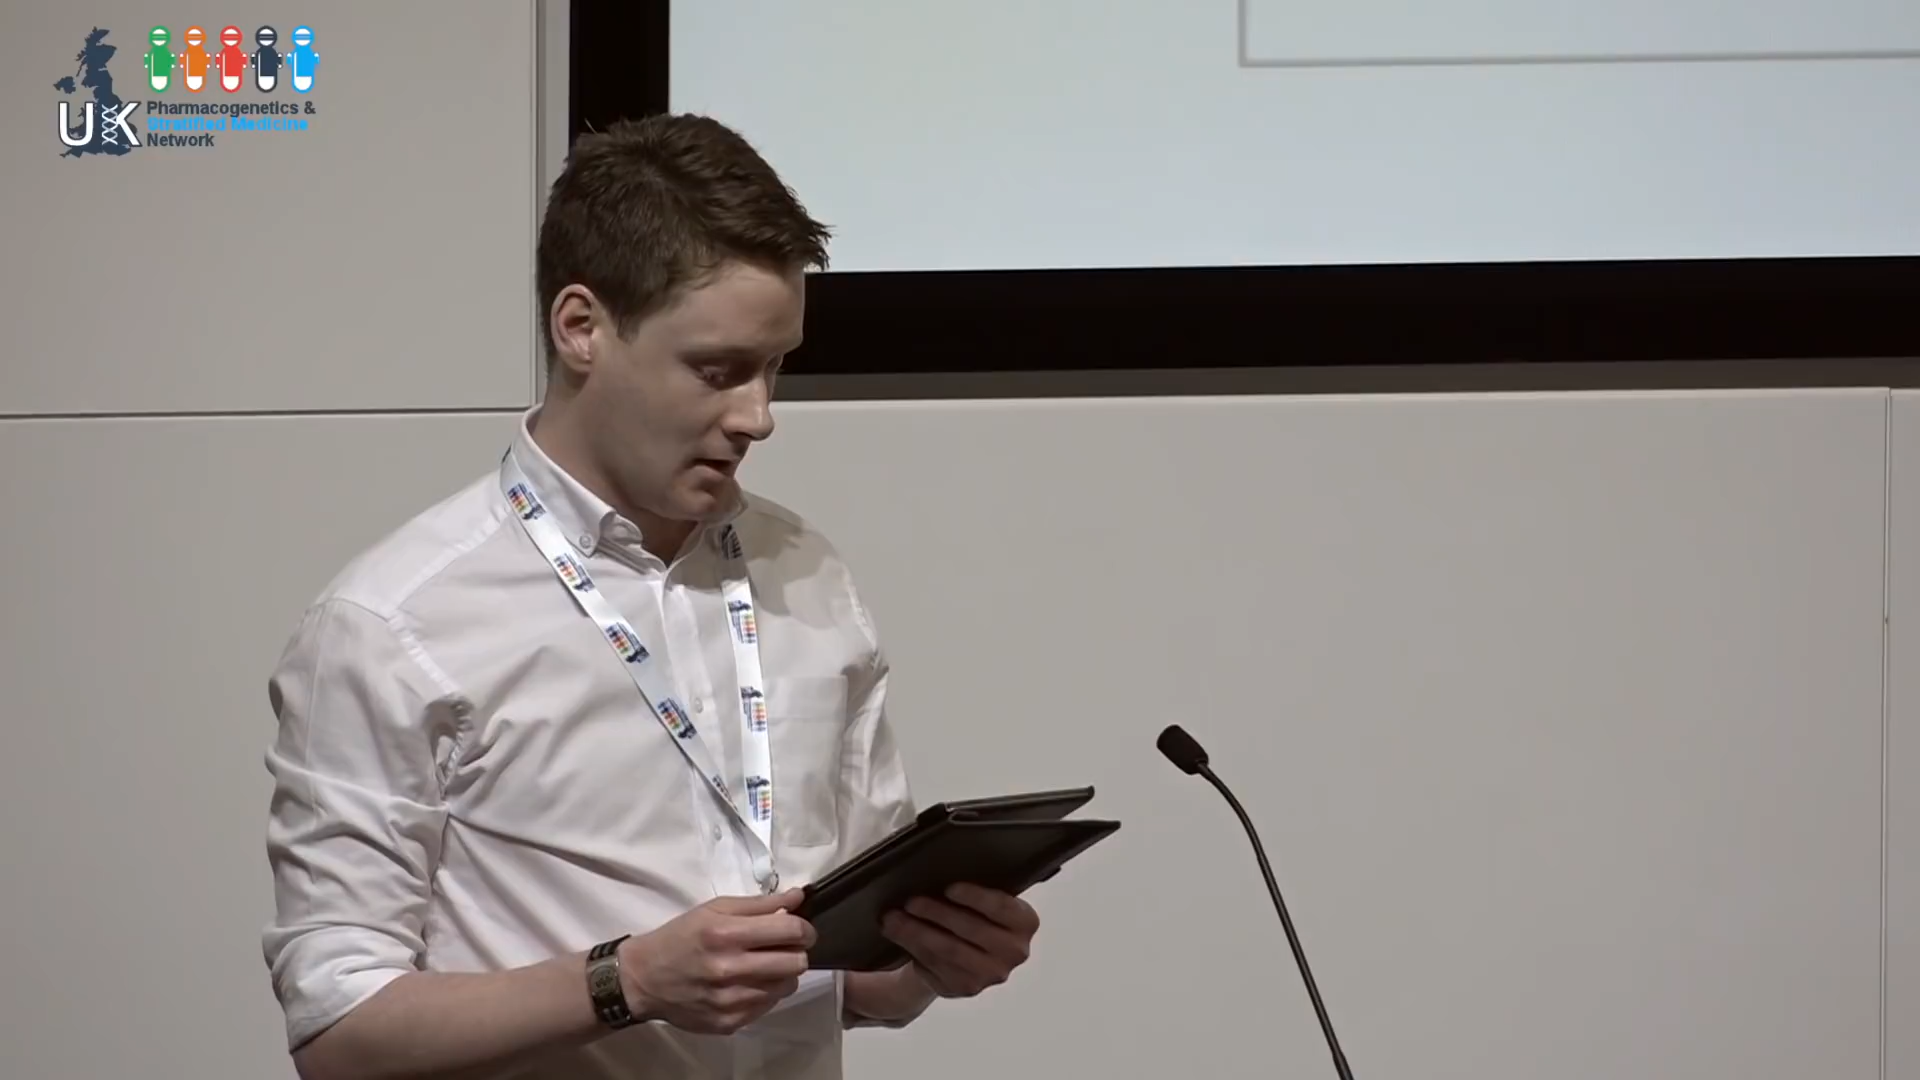 UK
Pharmacogenetics &
Stratified Medicine
Network